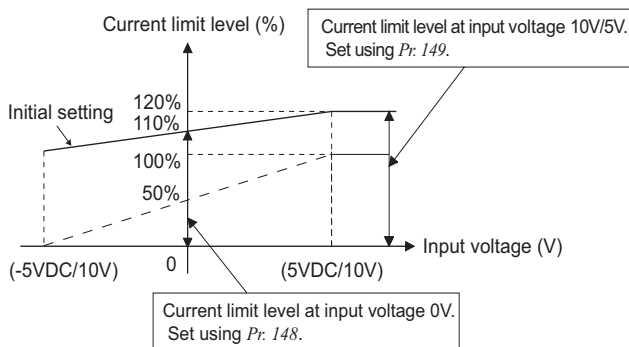 Current limit level (%)
Current limit level at input voltage 10V/5V.
Set using Pr. 149.
Initial setting
120%
110%
100%
50%
Input voltage (V)
(-5VDC/10V)
0
(5VDC/10V)
Current limit level at input voltage 0V.
Set using Pr. 148.